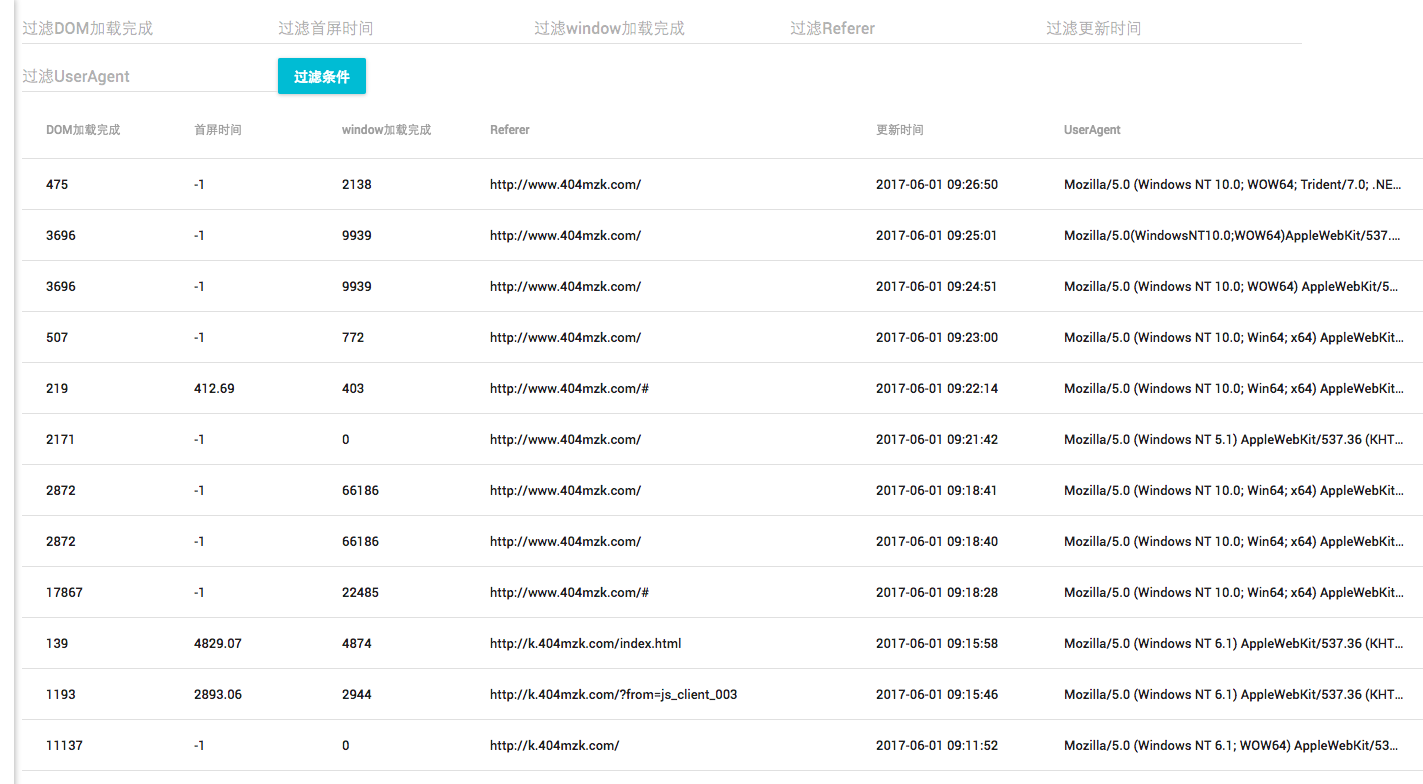 过滤DOM加载完成 过滤首屏时间 过滤window加载完成 过滤Referer 过滤更新时间
过滤UserAgent 过滤条件
DOM加载完成 首屏时间 window加载完成 Referer 更新时间 UserAgent
475 -1 2138 http://www.404mzk.com/ 2017-06-01 09:26:50 Mozilla/5.0 (Windows NT 10.0; WOW64; Trident/7.0; .NE...
3696 -1 9939 http://www.404mzk.com/ 2017-06-01 09:25:01 Mozilla/5.0(WindowsNT10.0;WOW64)AppleWebKit/537....
3696 -1 9939 http://www.404mzk.com/ 2017-06-01 09:24:51 Mozilla/5.0 (Windows NT 10.0; WOW64) AppleWebKit/5...
507 -1 772 http://www.404mzk.com/ 2017-06-01 09:23:00 Mozilla/5.0 (Windows NT 10.0; Win64; x64) AppleWebKit...
219 412.69 403 http://www.404mzk.com/# 2017-06-01 09:22:14 Mozilla/5.0 (Windows NT 10.0; Win64; x64) AppleWebKit...
2171 -1 0 http://www.404mzk.com/ 2017-06-01 09:21:42 Mozilla/5.0 (Windows NT 5.1) AppleWebKit/537.36 (KHT...
2872 -1 66186 http://www.404mzk.com/ 2017-06-01 09:18:41 Mozilla/5.0 (Windows NT 10.0; Win64; x64) AppleWebKit...
2872 -1 66186 http://www.404mzk.com/ 2017-06-01 09:18:40 Mozilla/5.0 (Windows NT 10.0; Win64; x64) AppleWebKit...
17867 -1 22485 http://www.404mzk.com/# 2017-06-01 09:18:28 Mozilla/5.0 (Windows NT 10.0; Win64; x64) AppleWebKit...
139 4829.07 4874 http://k.404mzk.com/index.html 2017-06-01 09:15:58 Mozilla/5.0 (Windows NT 6.1) AppleWebKit/537.36 (KHT...
1193 2893.06 2944 http://k.404mzk.com/?from=js_client_003 2017-06-01 09:15:46 Mozilla/5.0 (Windows NT 6.1) AppleWebKit/537.36 (KHT...
11137 -1 0 http://k.404mzk.com/ 2017-06-01 09:11:52 Mozilla/5.0 (Windows NT 6.1; WOW64) AppleWebKit/53...